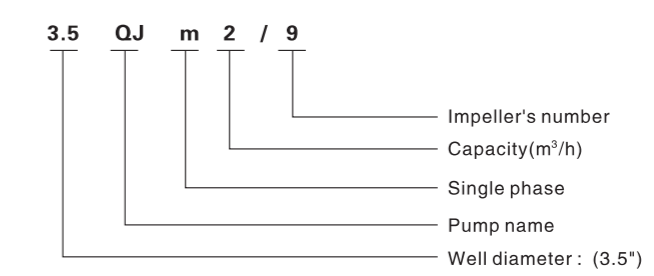 3.5 QJ m 2 / 9
Impeller's number
Capacity(m³/h)
Single phase
Pump name
Well diameter : (3.5")